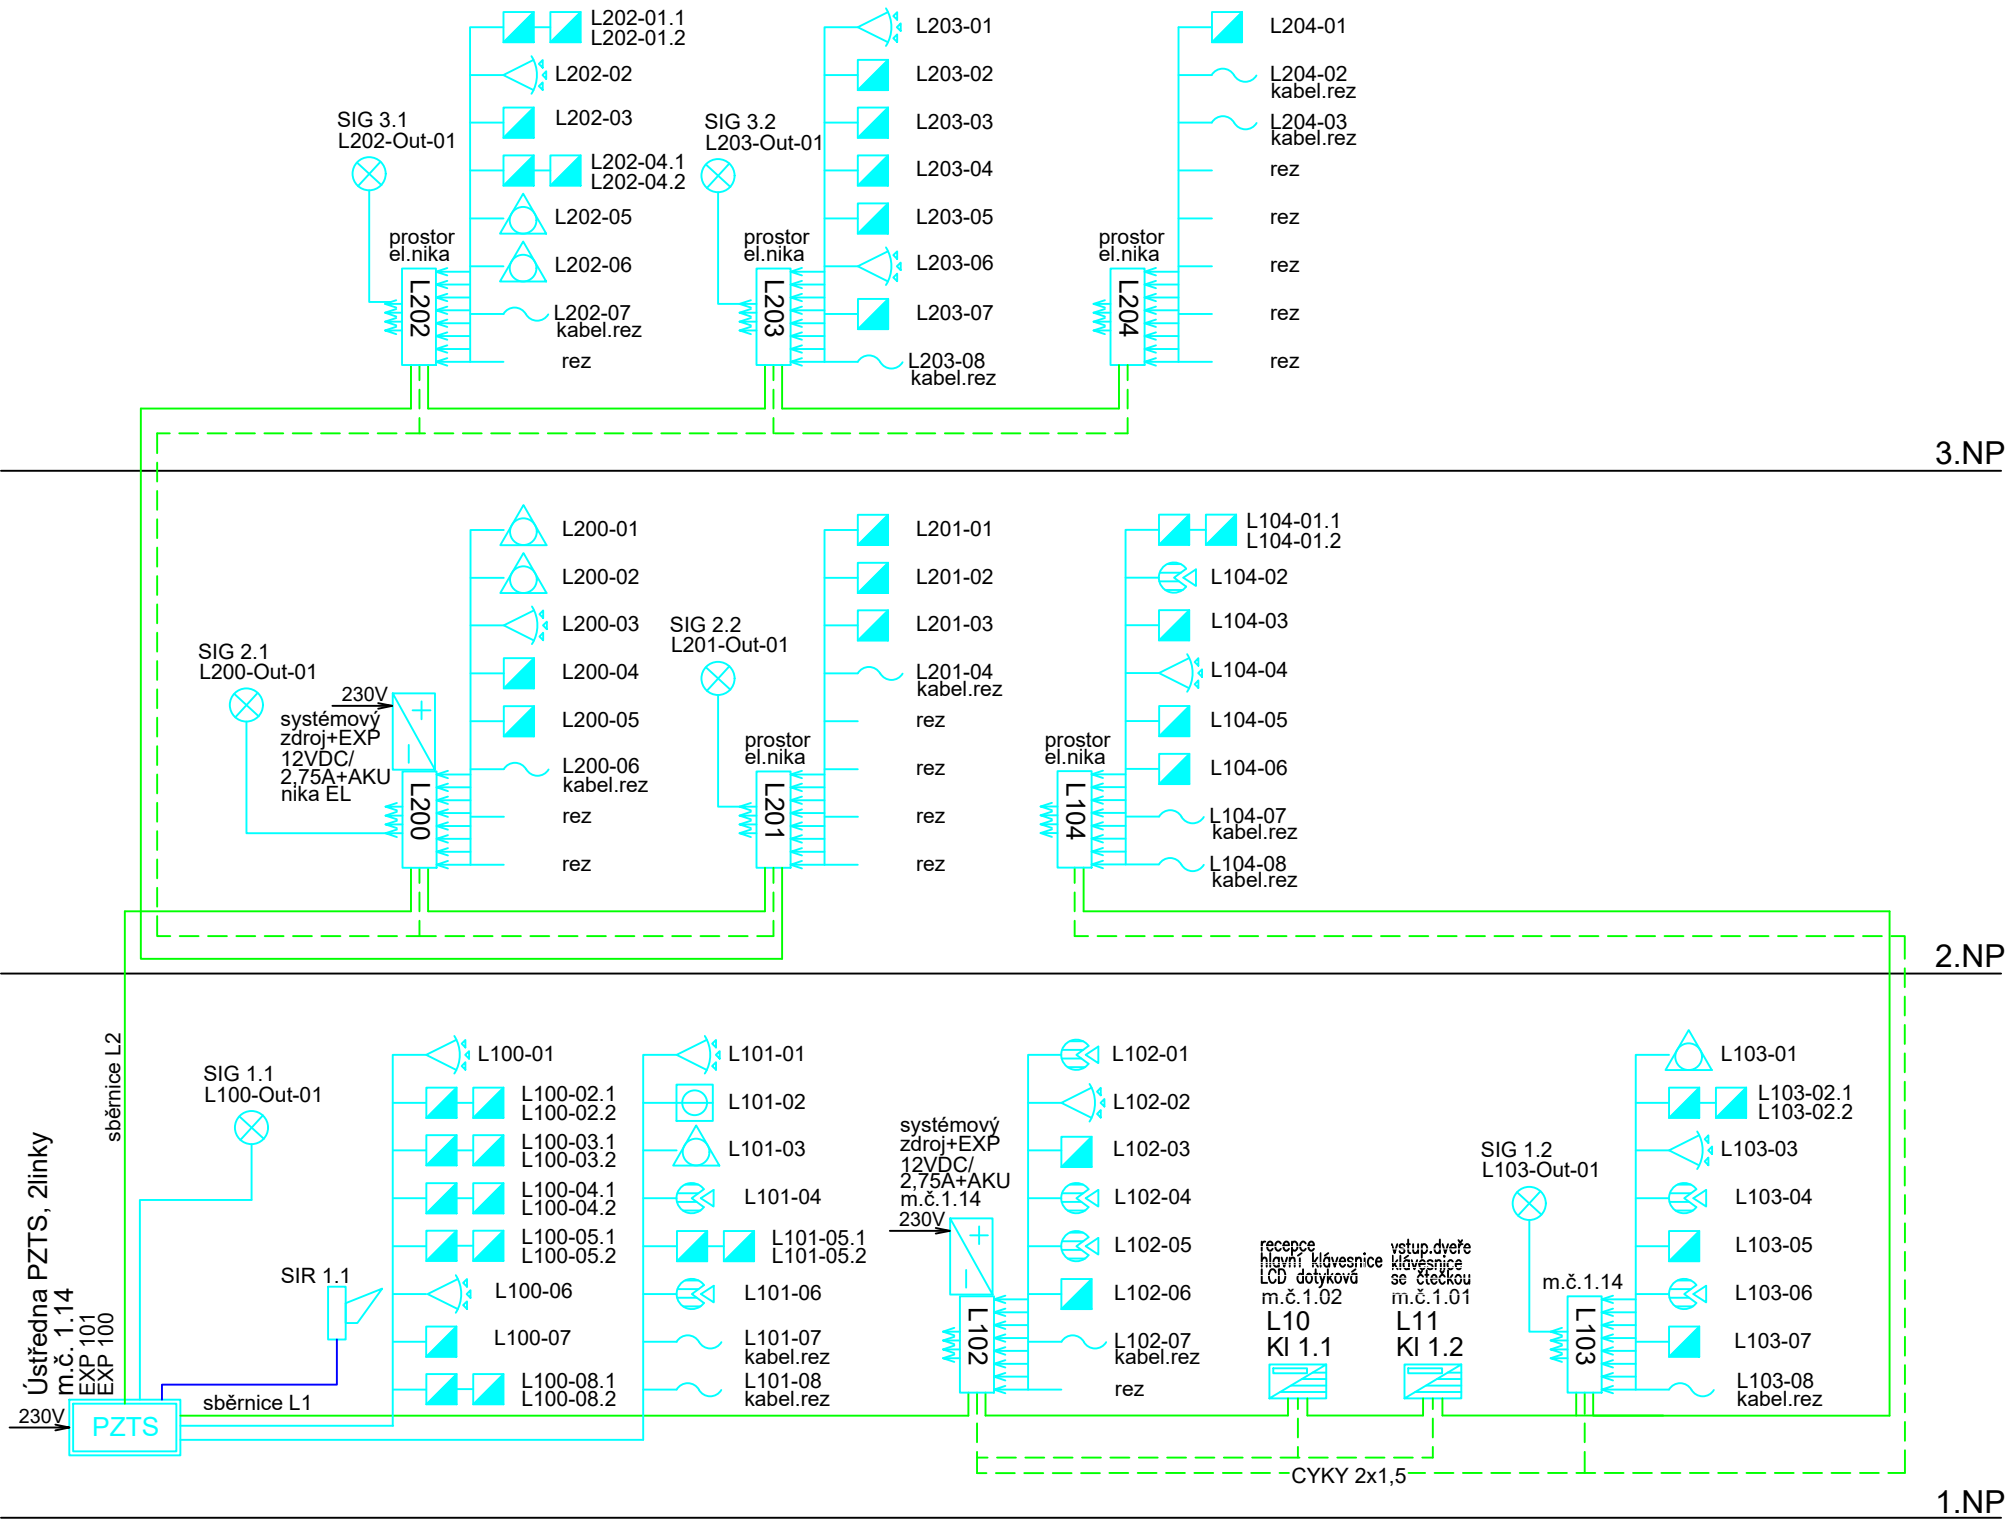 SIG 3.1
L202-Out-01
L202-01.1
L202-01.2
L202-02
L202-03
L202-04.1
L202-04.2
L202-05
L202-06
L202-07
kabel.rez
rez
prostor
el.nika
L202
SIG 3.2
L203-Out-01
L203-01
L203-02
L203-03
L203-04
L203-05
L203-06
L203-07
L203-08
kabel.rez
prostor
el.nika
L203
L204-01
L204-02
kabel.rez
L204-03
kabel.rez
rez
rez
rez
rez
rez
prostor
el.nika
L204
3.NP
SIG 2.1
L200-Out-01
230V
systémový
zdroj+EXP
12VDC/
2,75A+AKU
nika EL
L200
L200-01
L200-02
L200-03
L200-04
L200-05
L200-06
kabel.rez
rez
rez
SIG 2.2
L201-Out-01
prostor
el.nika
L201
L201-01
L201-02
L201-03
L201-04
kabel.rez
rez
rez
rez
rez
prostor
el.nika
L104
L104-01.1
L104-01.2
L104-02
L104-03
L104-04
L104-05
L104-06
L104-07
kabel.rez
L104-08
kabel.rez
2.NP
sběrnice L2
Ústředna PZTS, 2linky
m.č. 1.14
EXP 101
EXP 100
230V
PZTS
SIG 1.1
L100-Out-01
SIR 1.1
sběrnice L1
L100-01
L100-02.1
L100-02.2
L100-03.1
L100-03.2
L100-04.1
L100-04.2
L100-05.1
L100-05.2
L100-06
L100-07
L100-08.1
L100-08.2
L101-01
L101-02
L101-03
L101-04
L101-05.1
L101-05.2
L101-06
L101-07
kabel.rez
L101-08
kabel.rez
systémový
zdroj+EXP
12VDC/
2,75A+AKU
m.č.1.14
230V
L102
L102-01
L102-02
L102-03
L102-04
L102-05
L102-06
L102-07
kabel.rez
rez
recepce
hlavní klávesnice
LCD dotyková
m.č.1.02
L10
Kl 1.1
vstup.dveře
klávesnice
se čtečkou
m.č.1.01
L11
Kl 1.2
CYKY 2x1,5
SIG 1.2
L103-Out-01
m.č.1.14
L103
L103-01
L103-02.1
L103-02.2
L103-03
L103-04
L103-05
L103-06
L103-07
L103-08
kabel.rez
1.NP